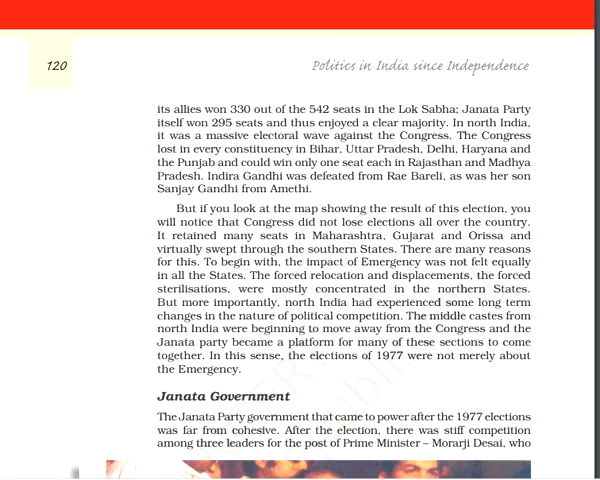 120
Politics in India since Independence
its allies won 330 out of the 542 seats in the Lok Sabha; Janata Party
itself won 295 seats and thus enjoyed a clear majority. In north India,
it was a massive electoral wave against the Congress. The Congress
lost in every constituency in Bihar, Uttar Pradesh, Delhi, Haryana and
the Punjab and could win only one seat each in Rajasthan and Madhya
Pradesh. Indira Gandhi was defeated from Rae Bareli, as was her son
Sanjay Gandhi from Amethi.
But if you look at the map showing the result of this election, you
will notice that Congress did not lose elections all over the country.
It retained many seats in Maharashtra, Gujarat and Orissa and
virtually swept through the southern States. There are many reasons
for this. To begin with, the impact of Emergency was not felt equally
in all the States. The forced relocation and displacements, the forced
sterilisations, were mostly concentrated in the northern States.
But more importantly, north India had experienced some long term
changes in the nature of political competition. The middle castes from
north India were beginning to move away from the Congress and the
Janata party became a platform for many of these sections to come
together. In this sense, the elections of 1977 were not merely about
the Emergency.
Janata Government
The Janata Party government that came to power after the 1977 elections
was far from cohesive. After the election, there was stiff competition
among three leaders for the post of Prime Minister – Morarji Desai, who